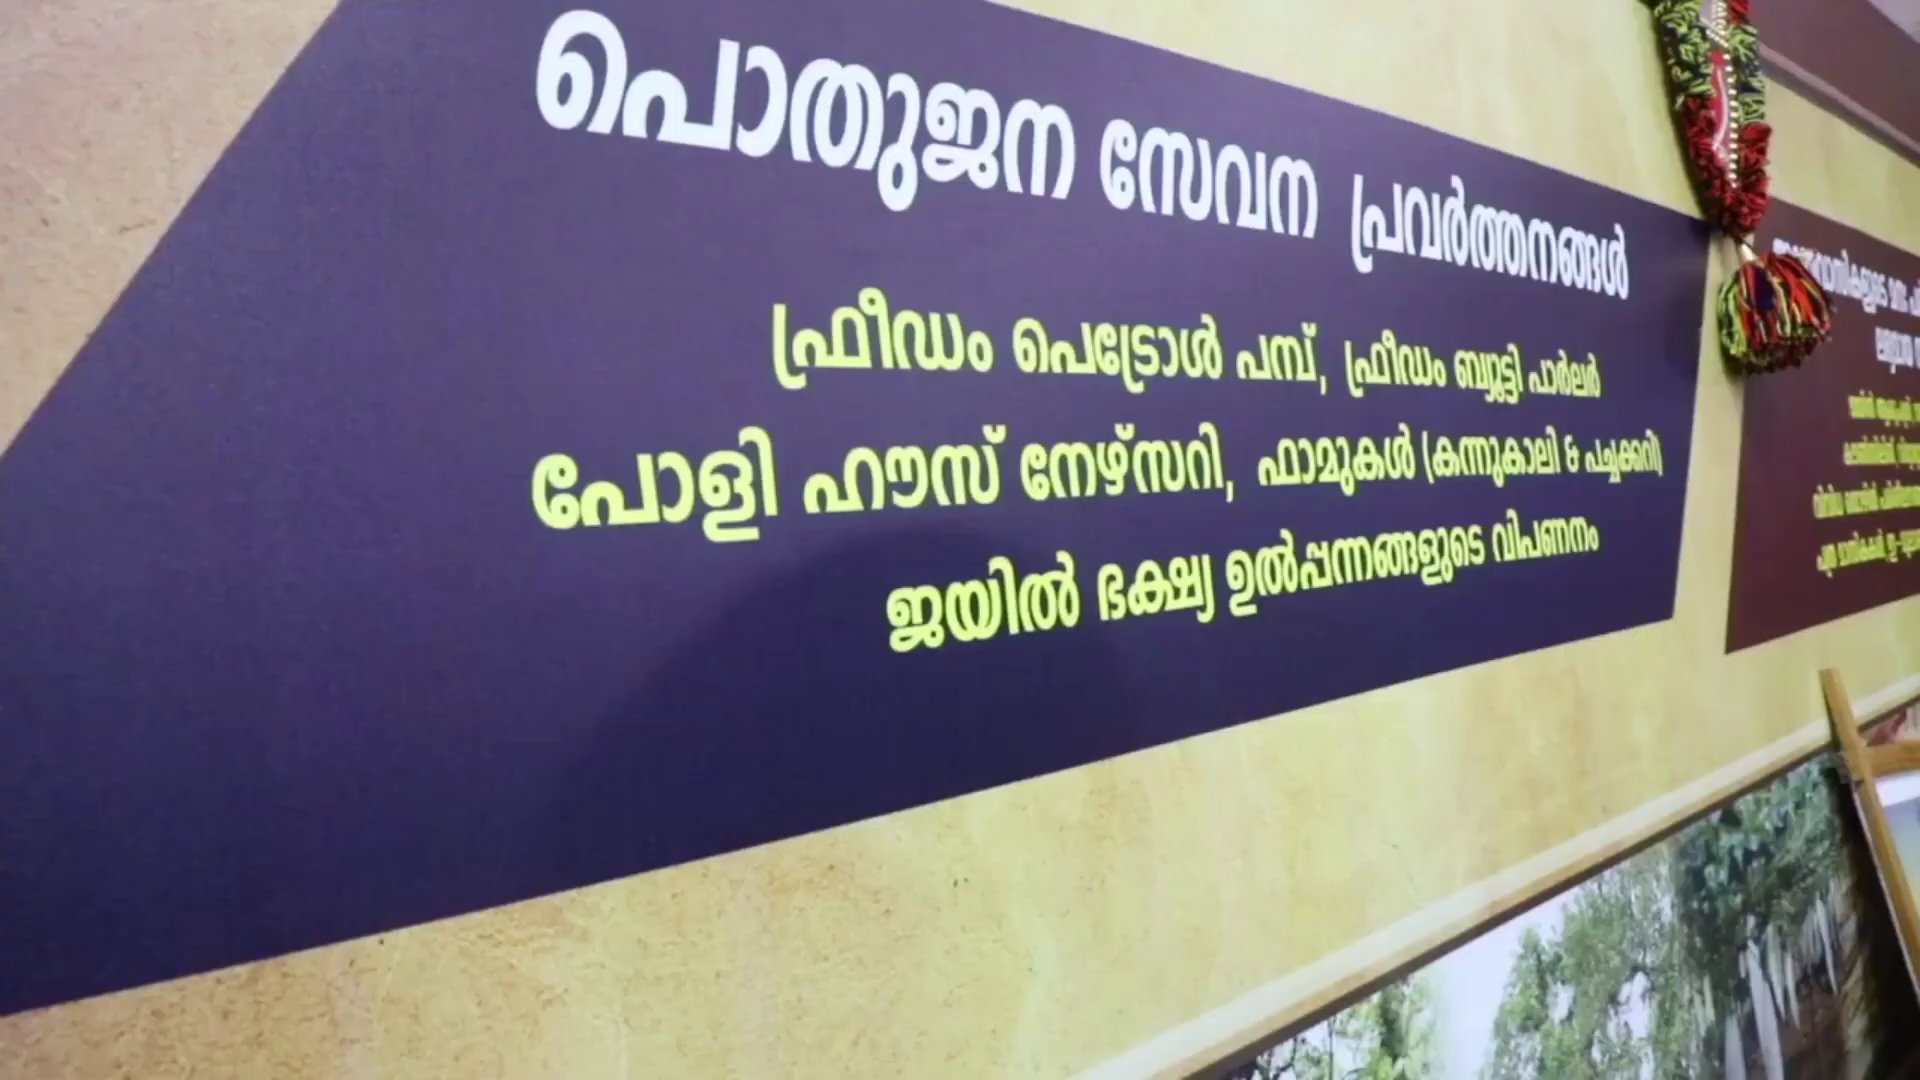 പൊതുജന സേവന പ്രവർത്തനങ്ങൾ
ഫ്രീഡം പെട്രോൾ പമ്പ്, ഫ്രീഡം ബ്യൂട്ടി പാർലർ
പോളി ഹൗസ് നേഴ്സറി, ഫാമുകൾ (കന്നുകാലി & പച്ചക്കറി)
ജയിൽ ഭക്ഷ്യ ഉൽപ്പന്നങ്ങളുടെ വിപണനം